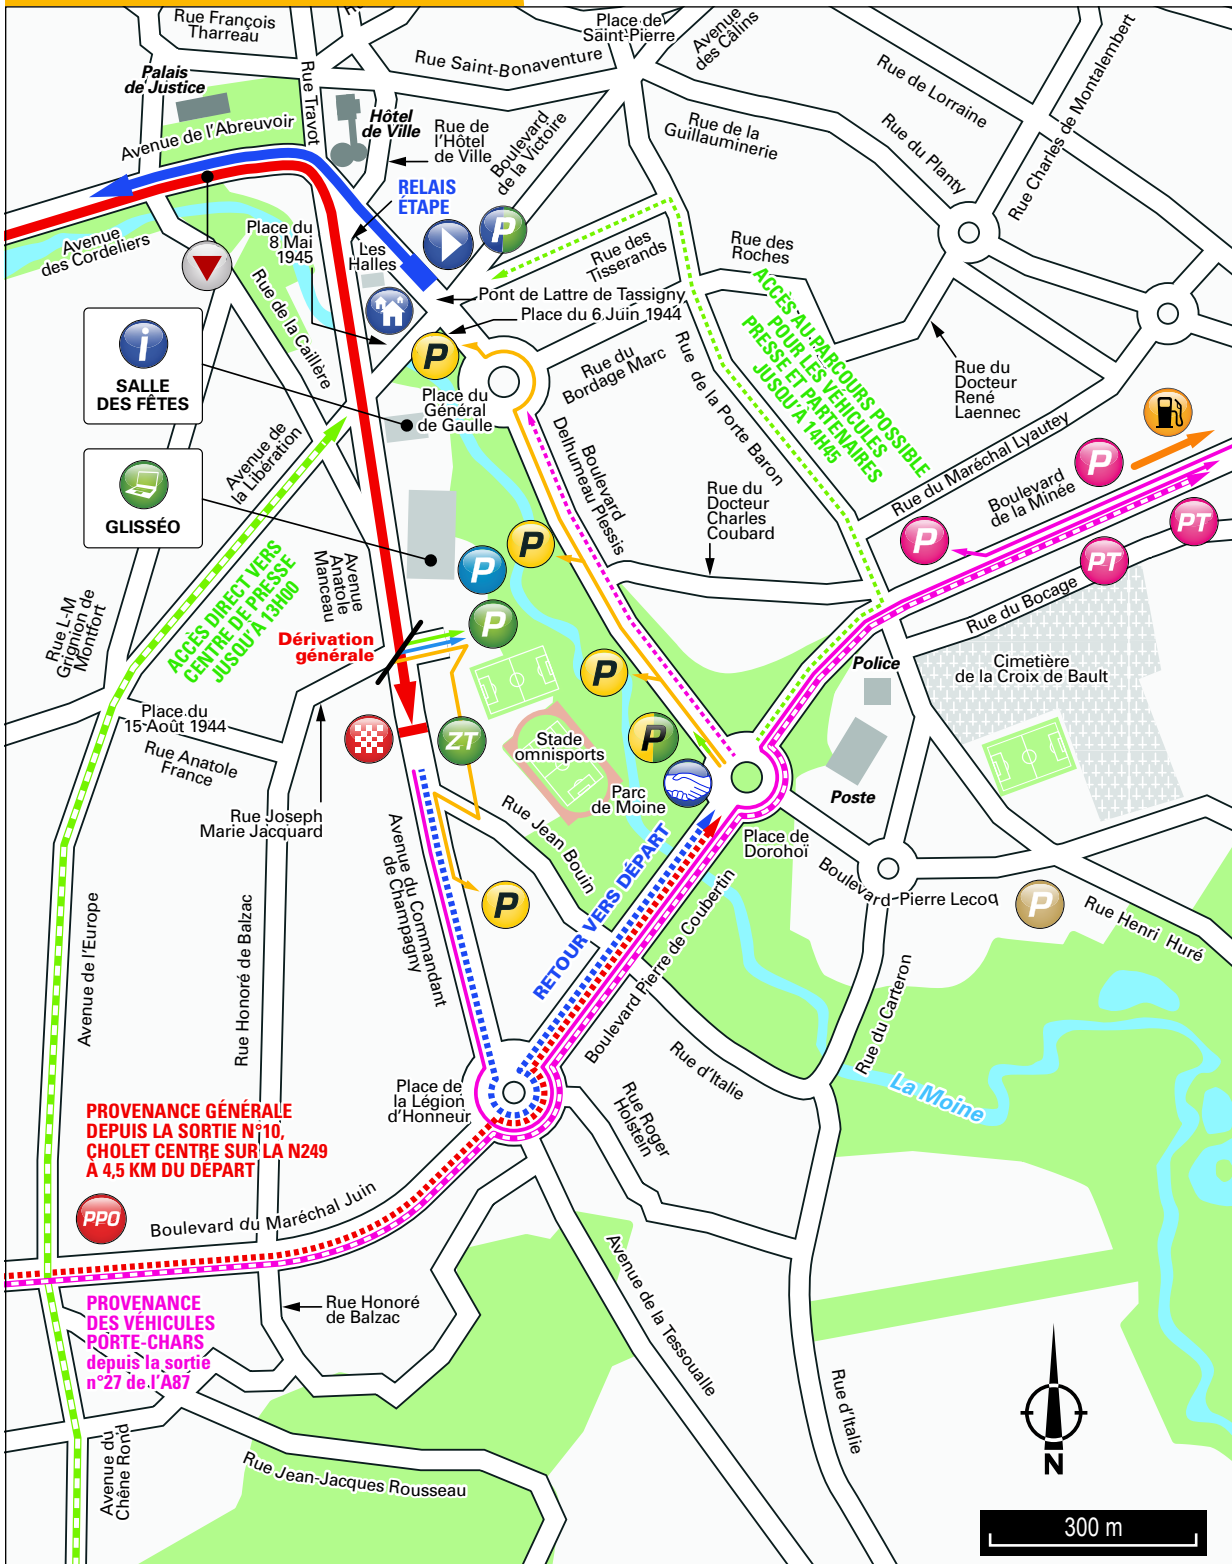 Rue François
Tharreau
Place de
Saint-Pierre
Avenue
des Câlins
Rue Saint-Bonaventure
Rue de Lorraine
Rue Charles de Montalembert
Palais
de Justice
Rue Travot
Avenue de l'Abreuvoir
Hôtel
de Ville
Rue de
l'Hôtel
de Ville
Boulevard
de la Victoire
Rue de la
Guillauminerie
Rue du Planty
RELAIS
ÉTAPE
P
Avenue
des Cordeliers
Place du
8 Mai
1945
Les
Halles
Rue des
Tisserands
Rue des
Roches
Pont de Lattre de Tassigny
Place du 6 Juin 1944
Rue de la Caillère
i
SALLE
DES FÊTES
P
Place du
Général
de Gaulle
Rue du
Bordage Marc
Rue de la Porte Baron
ACCÈS AU PARCOURS POSSIBLE
POUR LES VÉHICULES
PRESSE ET PARTENAIRES
JUSQU'À 14H45
Rue du
Docteur
René
Laennec
Rue du Maréchal Lyautey
Boulevard
de la Minée
P
P
PT
PT
Avenue de
la Libération
Boulevard
Delhumeau Plessis
Rue du
Docteur
Charles
Coubard
GLISSÉO
P
P
P
Avenue
Anatole
Manceau
ACCÈS DIRECT VERS
CENTRE DE PRESSE
JUSQU'À 13H00
Rue L-M
Grignion de
Montfort
Dérivation
générale
Rue du Bocage
Cimetière
de la Croix de Bault
Police
P
P
Place du
15 Août 1944
Rue Anatole
France
ZT
Stade
omnisports
Parc
de Moine
Poste
Place de
Dorohoï
Rue Joseph
Marie Jacquard
Rue Jean Bouin
Boulevard Pierre Lecoq
P
P
Rue Henri Huré
Avenue du Commandant
de Champagny
RETOUR VERS DÉPART
Boulevard Pierre de Coubertin
Avenue de l'Europe
Rue Honoré de Balzac
Rue du Carteron
Rue d'Italie
La Moine
Place de
la Légion
d'Honneur
Rue Roger
Holstein
PROVENANCE GÉNÉRALE
DEPUIS LA SORTIE N°10,
CHOLET CENTRE SUR LA N249
À 4,5 KM DU DÉPART
PPO
Boulevard du Maréchal Juin
PROVENANCE
DES VÉHICULES
PORTE-CHARS
depuis la sortie
n°27 de l'A87
Rue Honoré
de Balzac
Avenue de la Tessoualle
Rue d'Italie
Avenue du
Chêne Rond
Rue Jean-Jacques Rousseau
N
300 m